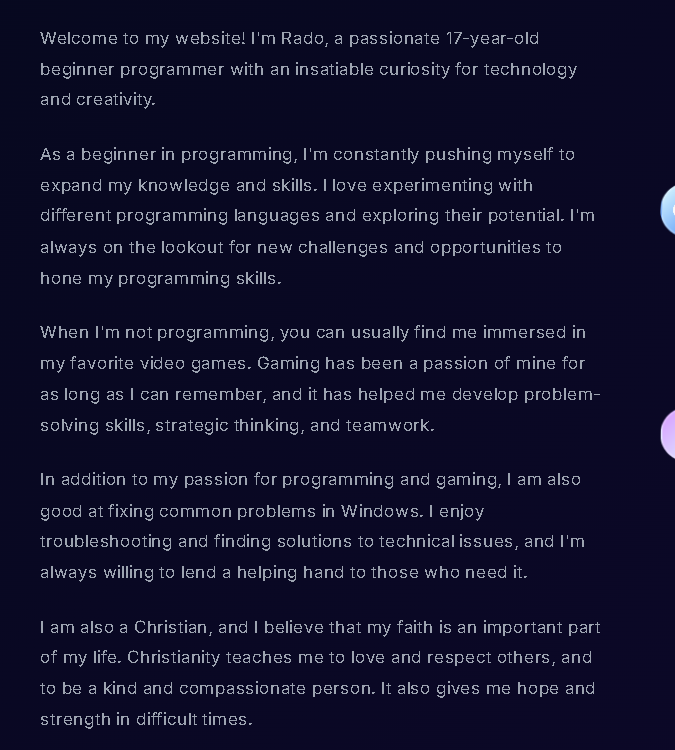 Welcome to my website! I'm Rado, a passionate 17-year-old
beginner programmer with an insatiable curiosity for technology
and creativity.
As a beginner in programming, I'm constantly pushing myself to
expand my knowledge and skills. I love experimenting with
different programming languages and exploring their potential. I'm
always on the lookout for new challenges and opportunities to
hone my programming skills.
When I'm not programming, you can usually find me immersed in
my favorite video games. Gaming has been a passion of mine for
as long as I can remember, and it has helped me develop problem-
solving skills, strategic thinking, and teamwork.
In addition to my passion for programming and gaming, I am also
good at fixing common problems in Windows. I enjoy
troubleshooting and finding solutions to technical issues, and I'm
always willing to lend a helping hand to those who need it.
I am also a Christian, and I believe that my faith is an important part
of my life. Christianity teaches me to love and respect others, and
to be a kind and compassionate person. It also gives me hope and
strength in difficult times.